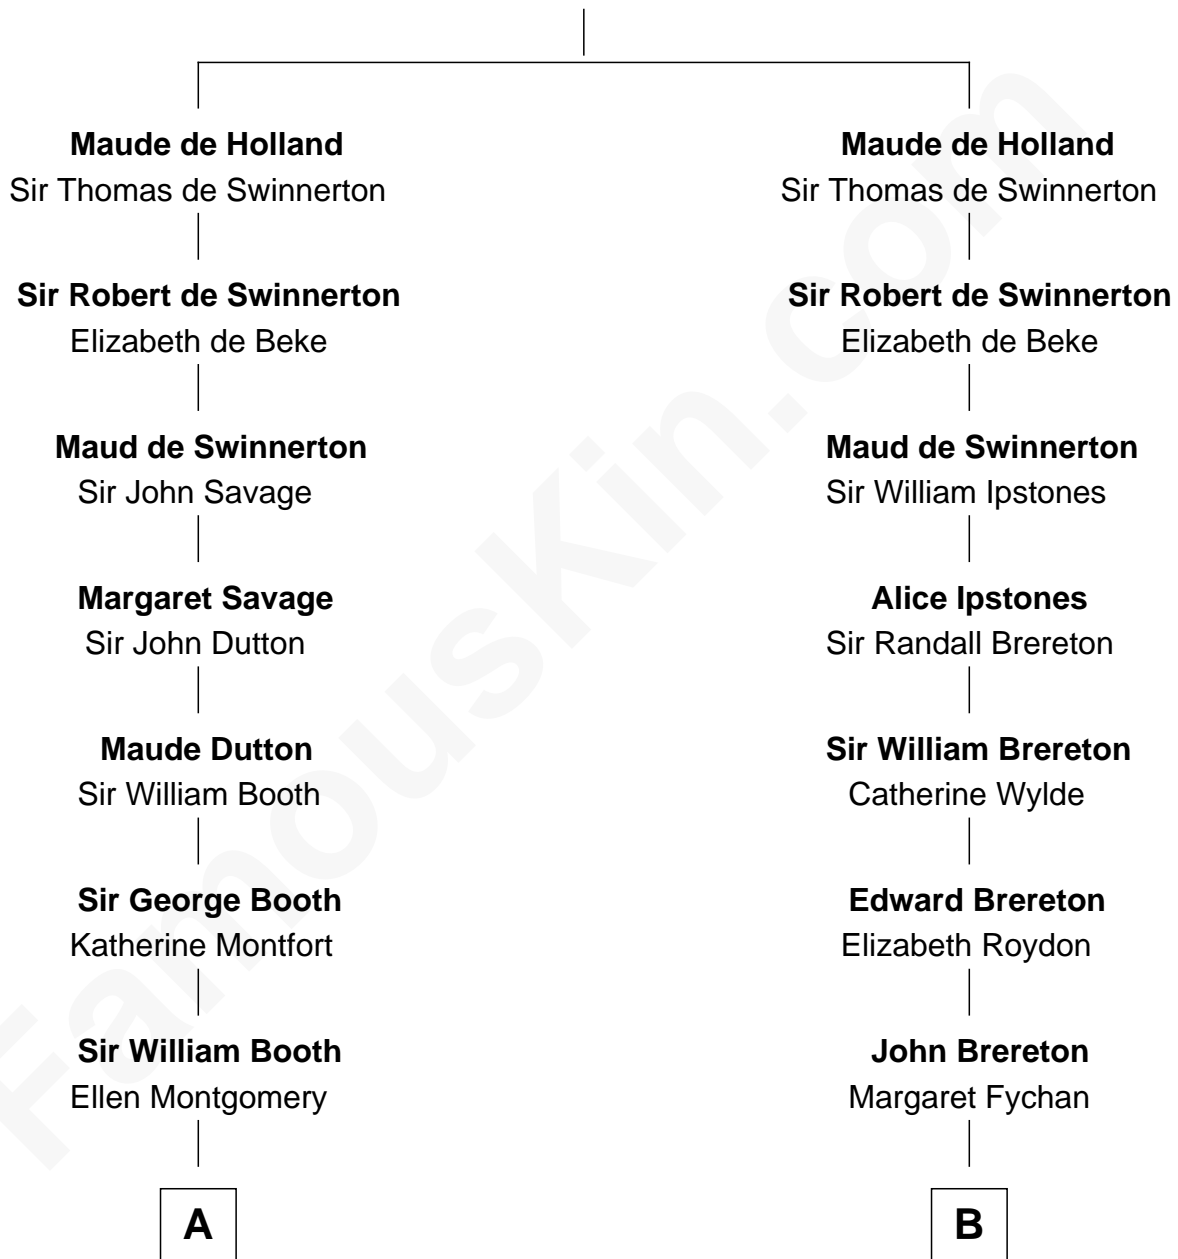 Maude de Holland
Sir Thomas de Swinnerton
Sir Robert de Swinnerton
Elizabeth de Beke
Maud de Swinnerton
Sir John Savage
Margaret Savage
Sir John Dutton
Maude Dutton
Sir William Booth
Sir George Booth
Katherine Montfort
Sir William Booth
Ellen Montgomery
A
Maude de Holland
Sir Thomas de Swinnerton
Sir Robert de Swinnerton
Elizabeth de Beke
Maud de Swinnerton
Sir William Ipstones
Alice Ipstones
Sir Randall Brereton
Sir William Brereton
Catherine Wylde
Edward Brereton
Elizabeth Roydon
John Brereton
Margaret Fychan
B
FamousKin.com